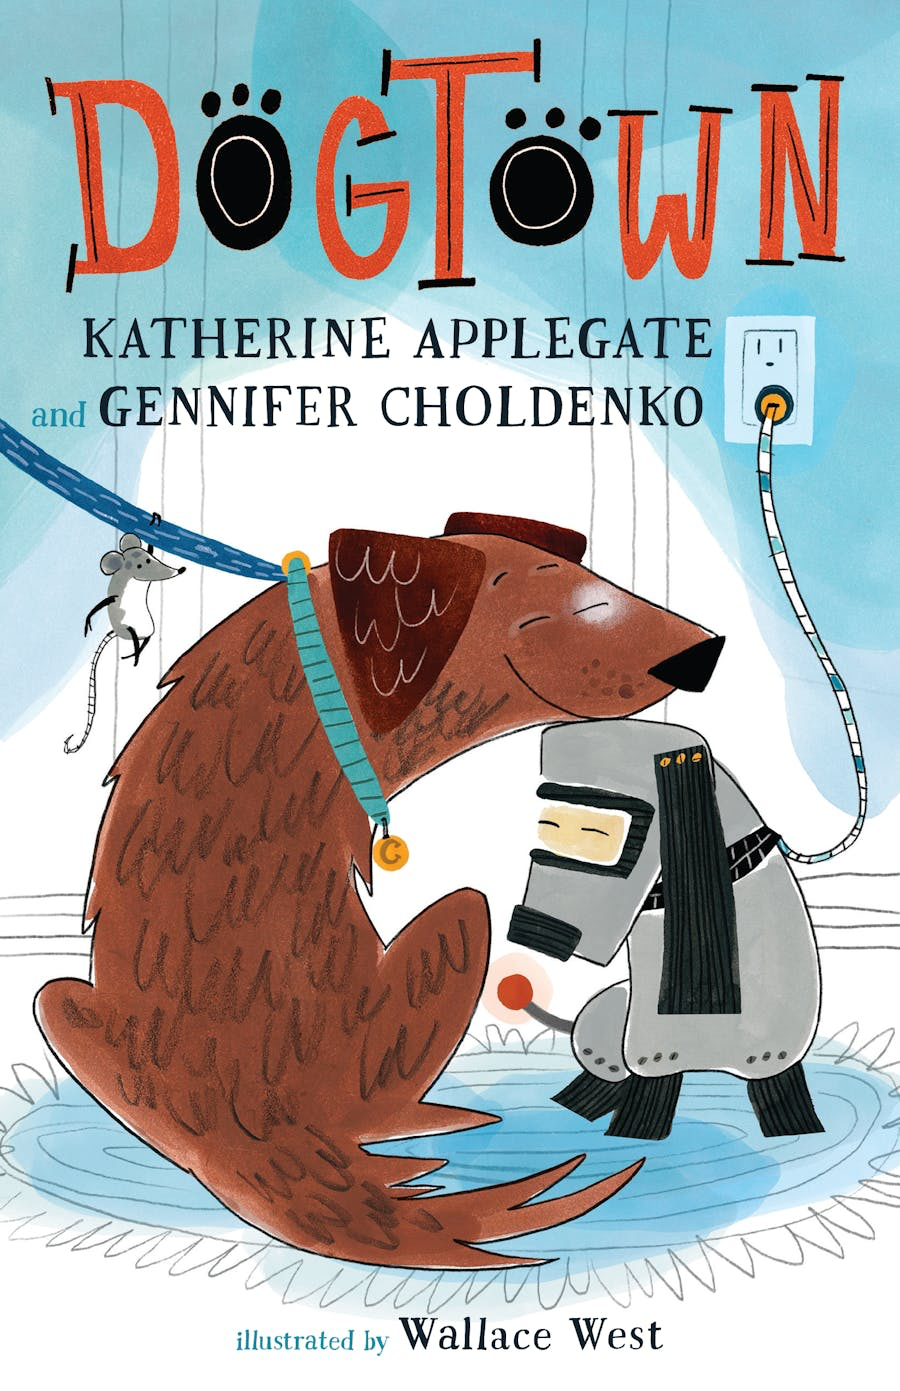 DOGTOWN
KATHERINE APPLEGATE
and GENNIFER CHOLDENKO
C
illustrated by Wallace West